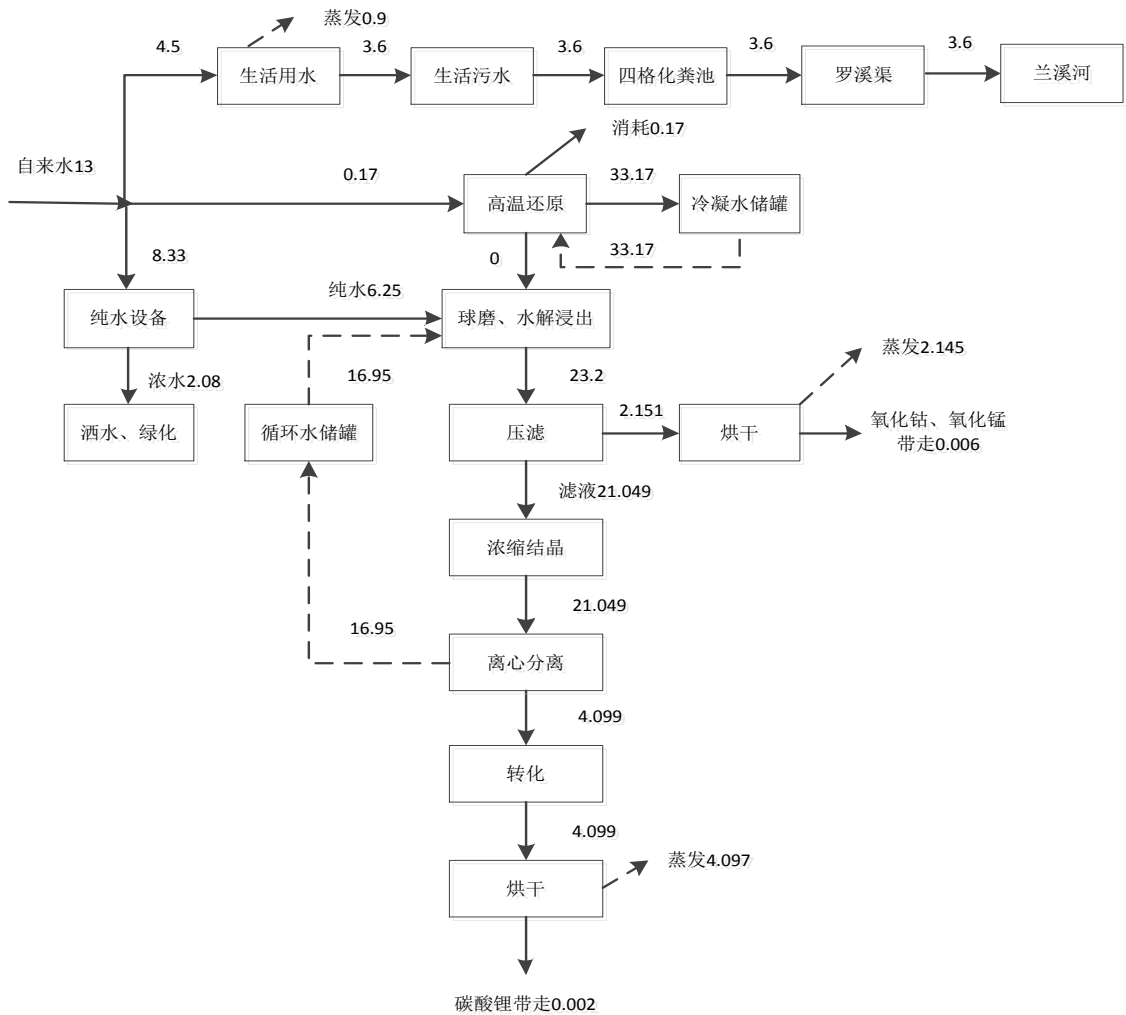 蒸发0.9
4.5
3.6
3.6
3.6
3.6
生活用水
生活污水
四格化粪池
罗溪渠
兰溪河
消耗0.17
自来水13
0.17
33.17
高温还原
冷凝水储罐
8.33
0
33.17
纯水6.25
纯水设备
球磨、水解浸出
蒸发2.145
浓水2.08
16.95
23.2
2.151
洒水、绿化
循环水储罐
压滤
烘干
氧化钴、氧化锰
带走0.006
滤液21.049
浓缩结晶
21.049
16.95
离心分离
4.099
转化
4.099
蒸发4.097
烘干
碳酸锂带走0.002